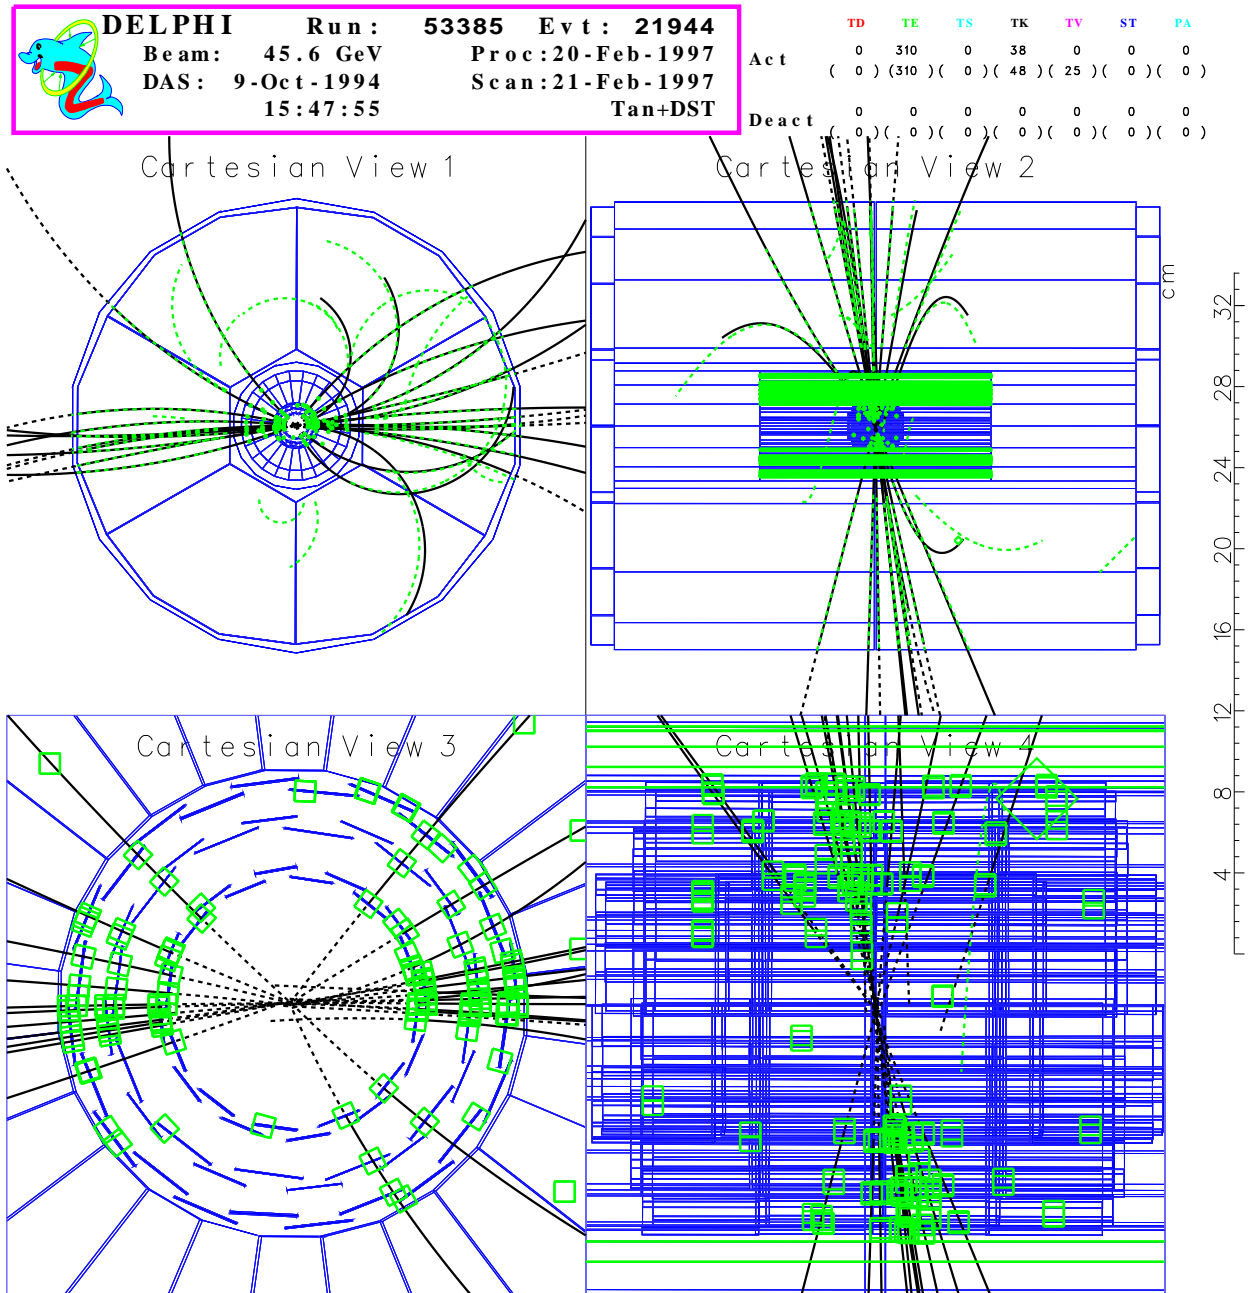 DELPHI Run: 53385 Evt: 21944
Beam: 45.6 GeV Proc:20-Feb-1997
DAS: 9-Oct-1994 Scan:21-Feb-1997
15:47:55 Tan+DST
TD TE TS TK TV ST PA
Act 0 310 0 38 0 0 0
( 0 ) (310 ) ( 0 ) ( 48 ) ( 25 ) ( 0 ) ( 0 )
Deact 0 0 0 0 0 0 0
( 0 ) ( 0 ) ( 0 ) ( 0 ) ( 0 ) ( 0 ) ( 0 )
Cartesian View 1
Cartesian View 2
cm
32
28
24
20
16
12
8
4
Cartesian View 3
Cartesian View 4